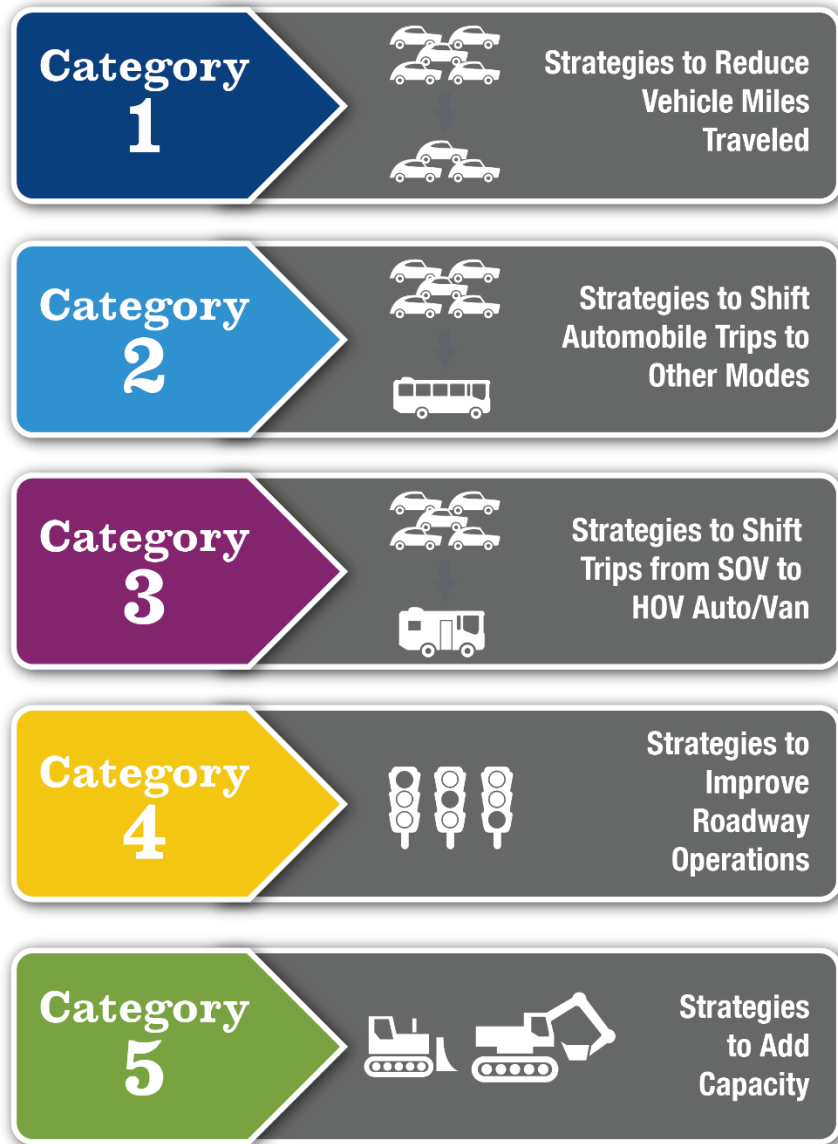 Category
1
Strategies to Reduce
Vehicle Miles
Traveled
Category
2
Strategies to Shift
Automobile Trips to
Other Modes
Category
3
Strategies to Shift
Trips from SOV to
HOV Auto/Van
Category
4
Strategies to
Improve
Roadway
Operations
Category
5
Strategies
to Add
Capacity